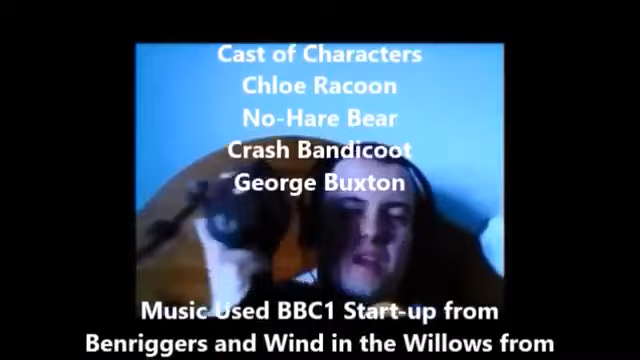 Cast of Characters
Chloe Racoon
No-Hare Bear
Crash Bandicoot
George Buxton
Music Used BBC1 Start-up from
Benriggers and Wind in the Willows from